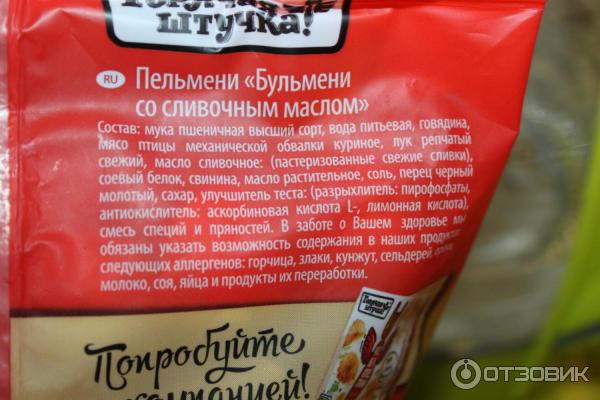 штучка!
RU Пельмени «Бульмени
со сливочным маслом»
Состав: мука пшеничная высший сорт, вода питьевая, говядина,
мясо птицы механической обвалки куриное, лук репчатый
свежий, масло сливочное: (пастеризованные свежие сливки),
соевый белок, свинина, масло растительное, соль, перец черный
молотый, сахар, улучшитель теста: (разрыхлитель: пирофосфаты,
антиокислитель: аскорбиновая кислота L-, лимонная кислота),
смесь специй и пряностей. В заботе о Вашем здоровье мы
обязаны указать возможность содержания в наших продуктах
следующих аллергенов: горчица, злаки, кунжут, сельдерей
молоко, соя, яйца и продукты их переработки.
Горячая
штучка!
Попробуйте
компанией!
ОТЗОВИК